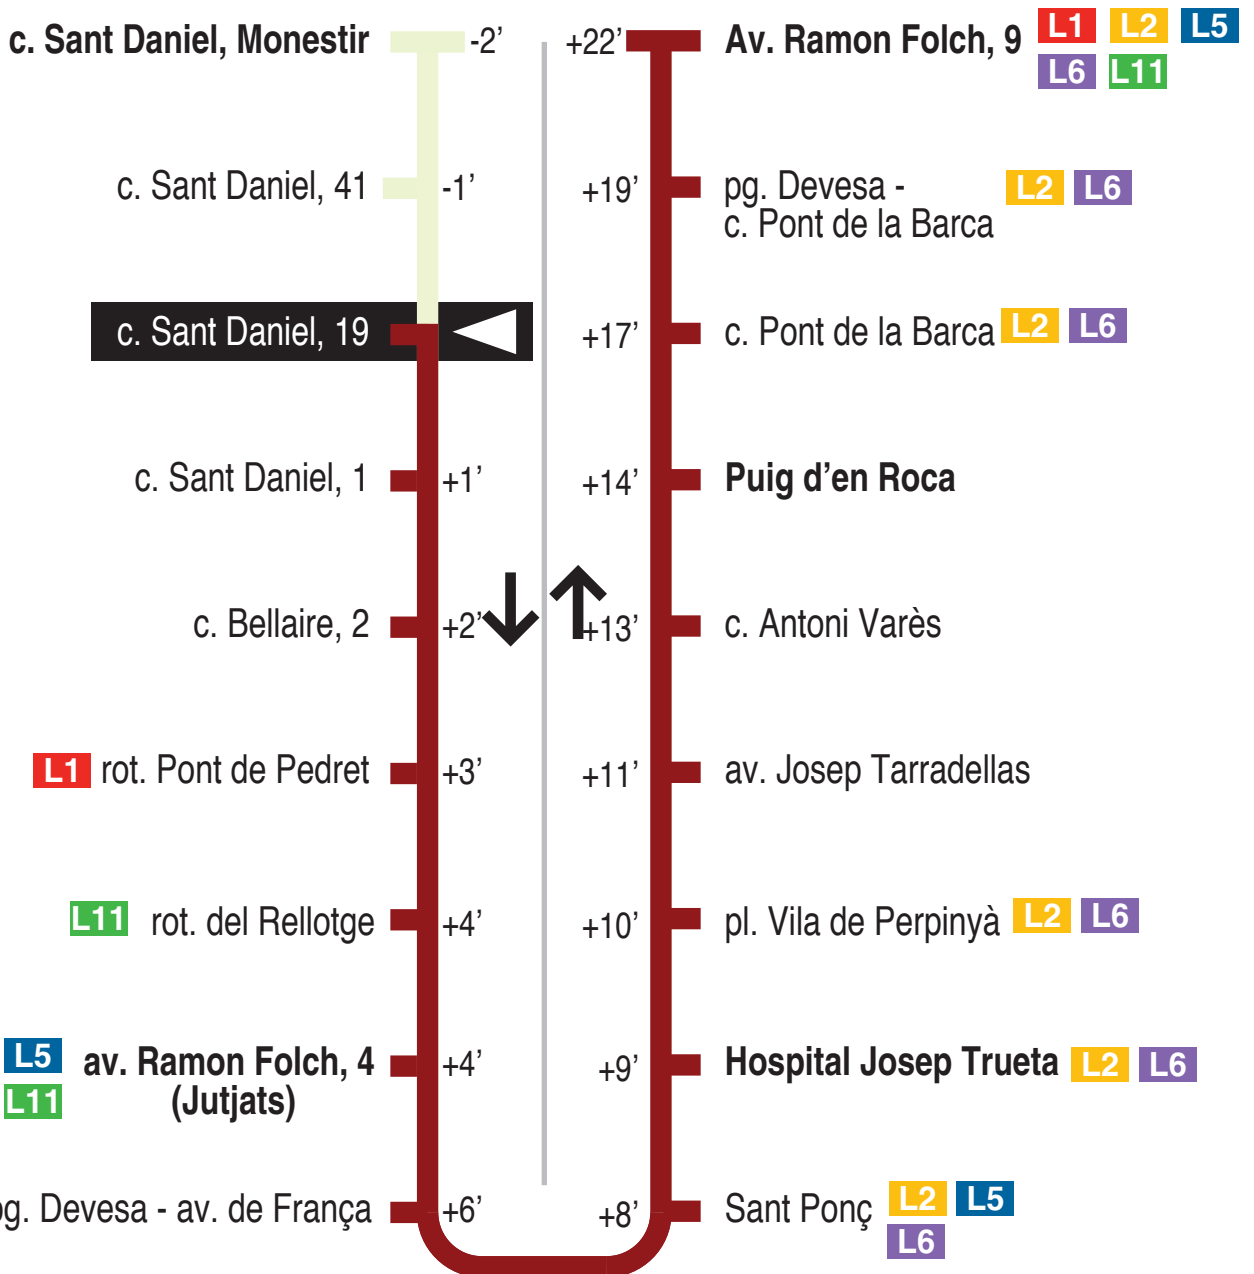 c. Sant Daniel, Monestir -2’
c. Sant Daniel, 41 -1’
c. Sant Daniel, 19
c. Sant Daniel, 1 +1’
c. Bellaire, 2 +2’
L1 rot. Pont de Pedret +3’
L11 rot. del Rellotge +4’
L5 av. Ramon Folch, 4 +4’
L11 (Jutjats)
pg. Devesa - av. de França +6’
+22’ Av. Ramon Folch, 9 L1 L2 L5
L6 L11
+19’ pg. Devesa - L2 L6
c. Pont de la Barca
+17’ c. Pont de la Barca L2 L6
+14’ Puig d’en Roca
+13’ c. Antoni Varès
+11’ av. Josep Tarradellas
+10’ pl. Vila de Perpinyà L2 L6
+9’ Hospital Josep Trueta L2 L6
+8’ Sant Ponç L2 L5
L6